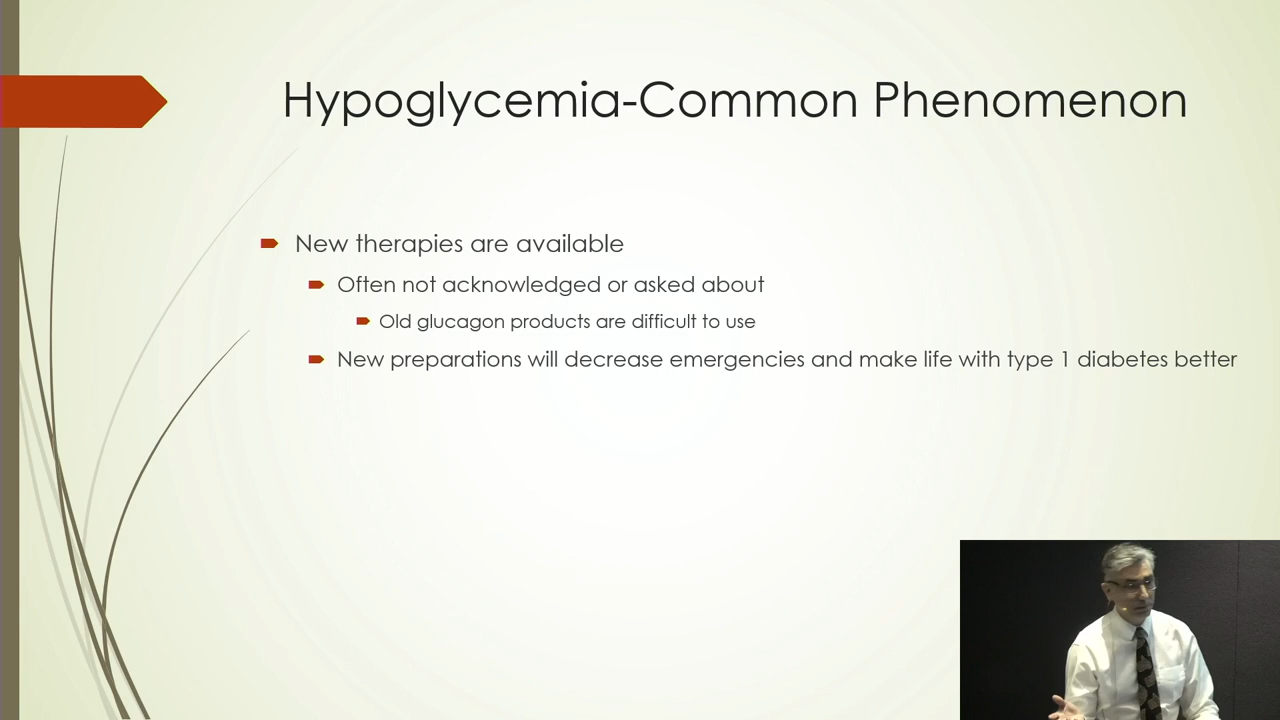 Hypoglycemia-Common Phenomenon
New therapies are available
Often not acknowledged or asked about
Old glucagon products are difficult to use
New preparations will decrease emergencies and make life with type 1 diabetes better